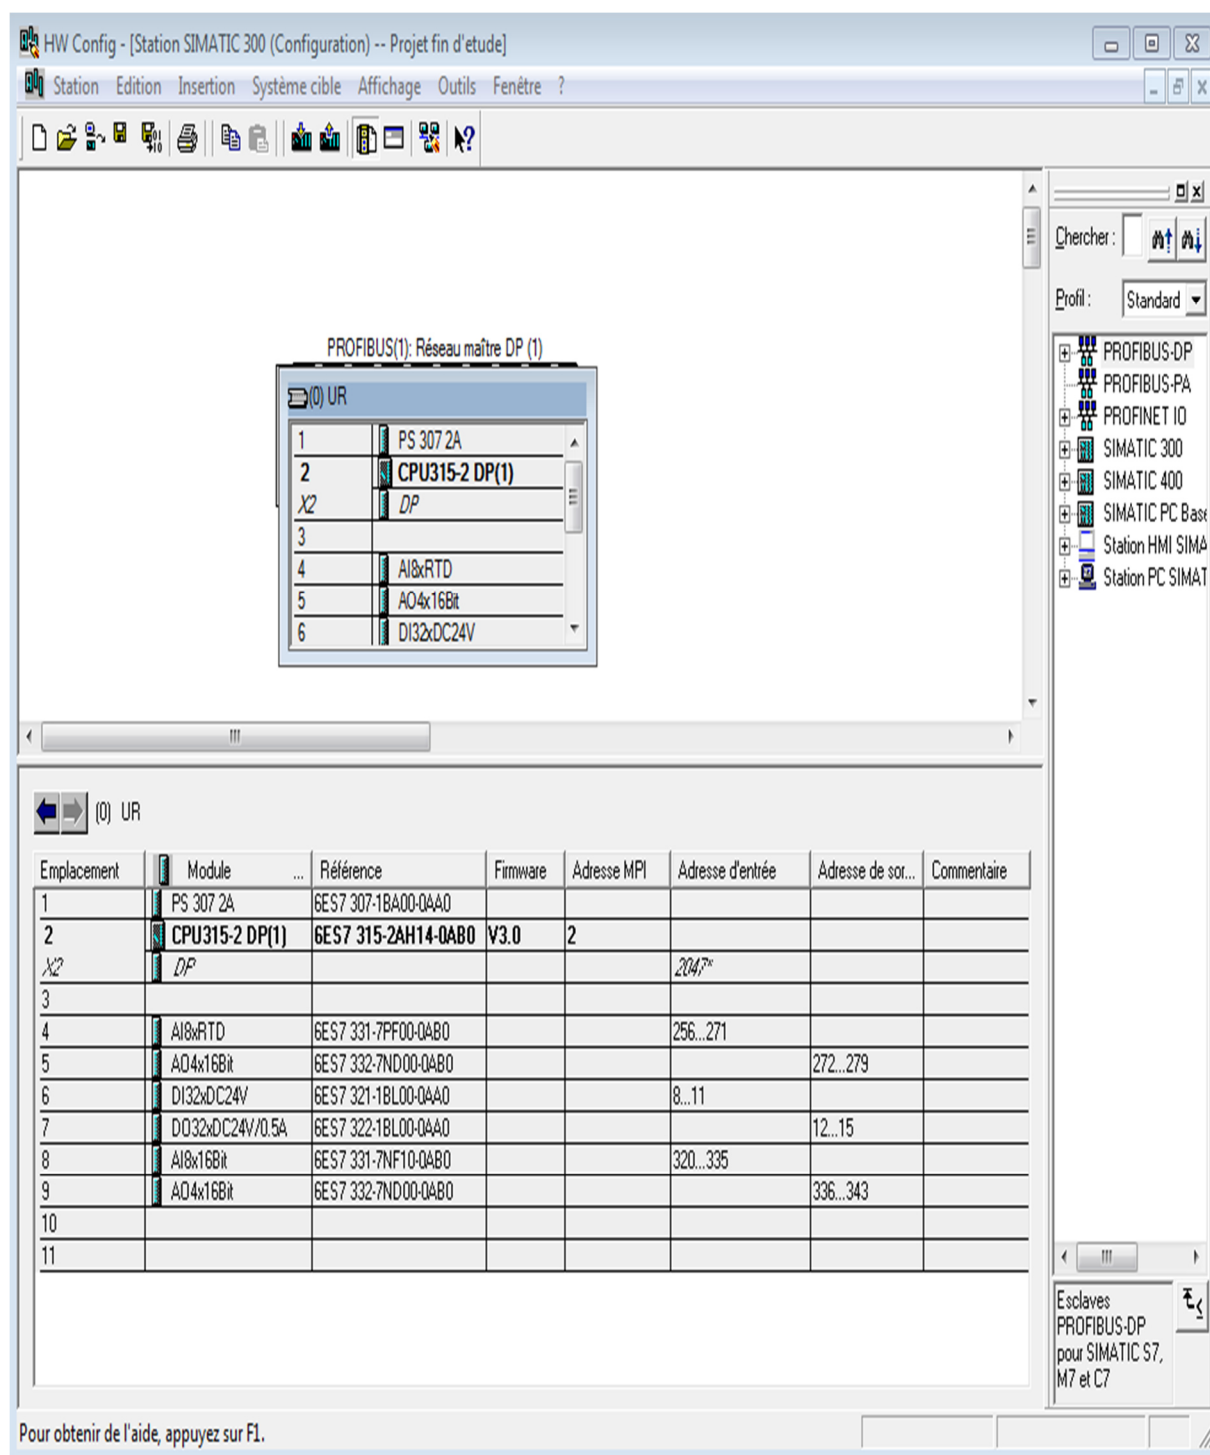 HW Config - [Station SIMATIC 300 (Configuration) -- Projet fin d'etude]
Station Edition Insertion Système cible Affichage Outils Fenêtre ?
PROFIBUS(1): Réseau maître DP (1)
(0) UR
1 PS 307 2A
2 CPU315-2 DP(1)
X2 DP
3
4 AI8xRTD
5 AO4x16Bit
6 DI32xDC24V
Chercher :
Profil : Standard
PROFIBUS-DP
PROFIBUS-PA
PROFINET IO
SIMATIC 300
SIMATIC 400
SIMATIC PC Base
Station HMI SIMA
Station PC SIMAT
(0) UR
Emplacement Module ... Référence Firmware Adresse MPI Adresse d'entrée Adresse de sor... Commentaire
1 PS 307 2A 6ES7 307-1BA00-0AA0
2 CPU315-2 DP(1) 6ES7 315-2AH14-0AB0 V3.0 2
X2 DP 2047*
3
4 AI8xRTD 6ES7 331-7PF00-0AB0 256...271
5 AO4x16Bit 6ES7 332-7ND00-0AB0 272...279
6 DI32xDC24V 6ES7 321-1BL00-0AA0 8...11
7 DO32xDC24V/0.5A 6ES7 322-1BL00-0AA0 12...15
8 AI8x16Bit 6ES7 331-7NF10-0AB0 320...335
9 AO4x16Bit 6ES7 332-7ND00-0AB0 336...343
10
11
Esclaves
PROFIBUS-DP
pour SIMATIC S7,
M7 et C7
Pour obtenir de l'aide, appuyez sur F1.